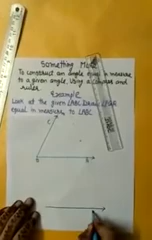 Something More
To construct an angle equal in measure
to a given angle, Using a compass and
ruler.
Example
Look at the given ∠ABC. Draw ∠PQR
equal in measure to ∠ABC.
C
B